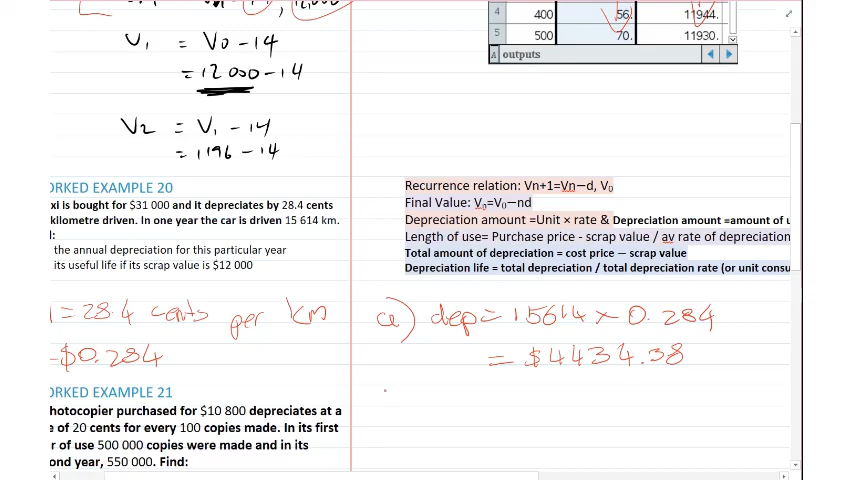 12,000
V1 = V0 - 14
= 12 000 - 14
V2 = V1 - 14
= 1196 - 14
4 400 56. 11944.
5 500 70. 11930.
outputs
ORKED EXAMPLE 20
xi is bought for $31 000 and it depreciates by 28.4 cents
kilometre driven. In one year the car is driven 15 614 km.
d:
the annual depreciation for this particular year
its useful life if its scrap value is $12 000
Recurrence relation: Vn+1=Vn−d, V₀
Final Value: V₀=V₀−nd
Depreciation amount =Unit × rate & Depreciation amount =amount of u
Length of use= Purchase price - scrap value / av rate of depreciation
Total amount of depreciation = cost price − scrap value
Depreciation life = total depreciation / total depreciation rate (or unit consu
= 28.4 cents per km
= $0.284
a) dep = 15614 × 0.284
= $4434.38
ORKED EXAMPLE 21
hotocopier purchased for $10 800 depreciates at a
e of 20 cents for every 100 copies made. In its first
r of use 500 000 copies were made and in its
ond year, 550 000. Find: